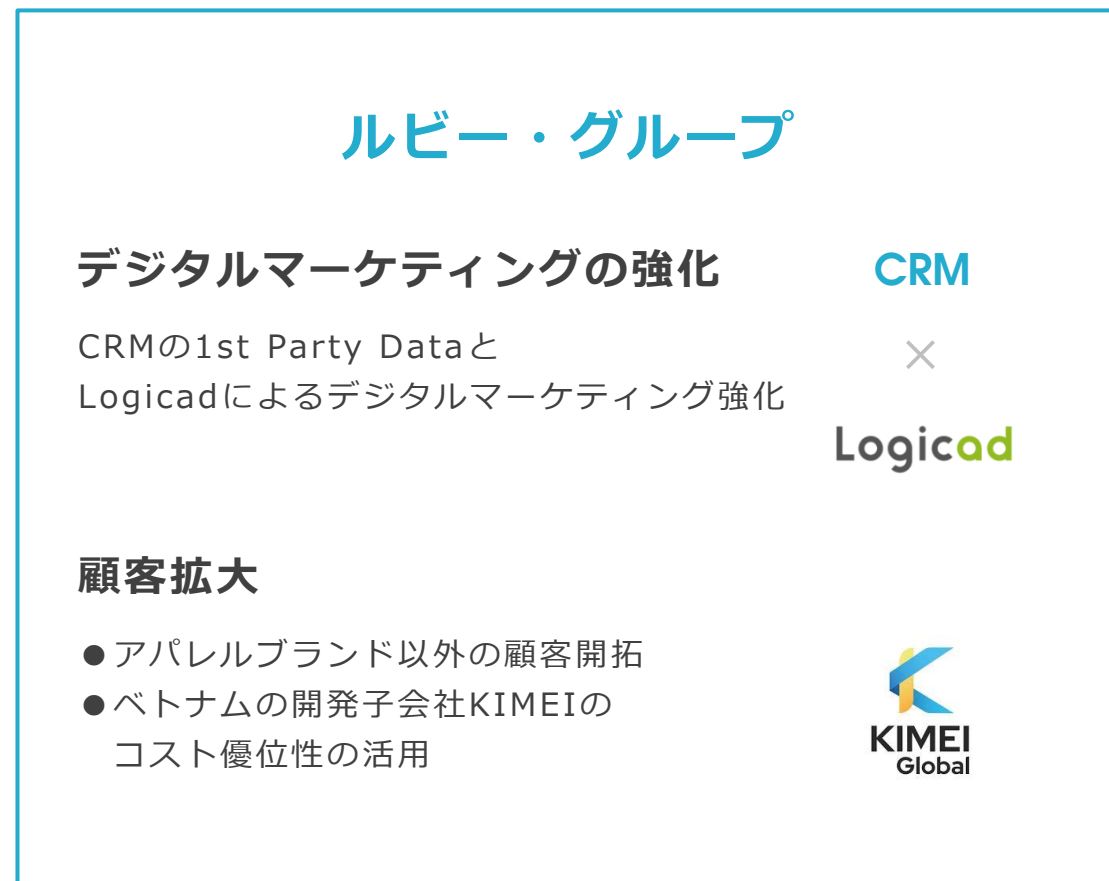 ルビー・グループ
デジタルマーケティングの強化
CRM
CRMの1st Party Dataと
×
Logicadによるデジタルマーケティング強化
Logicad
顧客拡大
●アパレルブランド以外の顧客開拓
●ベトナムの開発子会社KIMEIの
コスト優位性の活用
KIMEI
Global